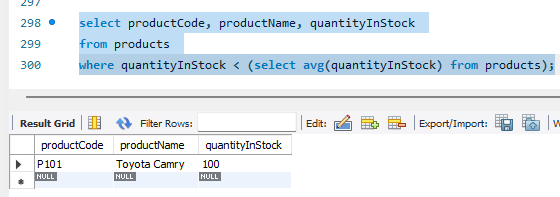 297
298 select productCode, productName, quantityInStock
299 from products
300 where quantityInStock < (select avg(quantityInStock) from products);
Result Grid Filter Rows: Edit: Export/Import: W
productCode productName quantityInStock
P101 Toyota Camry 100
NULL NULL NULL